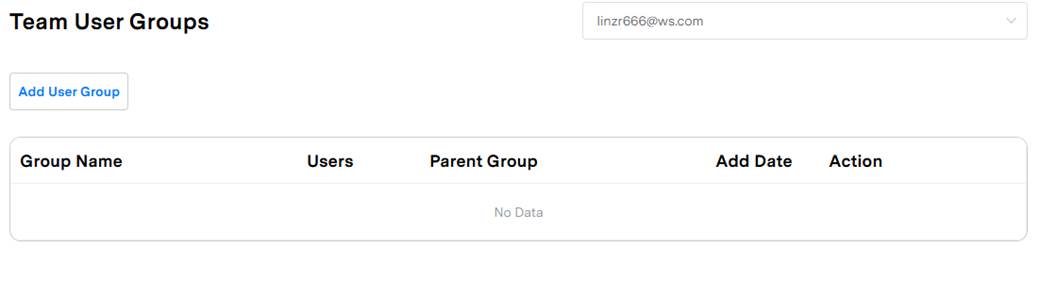 Team User Groups
linzr666@ws.com
Add User Group
Group Name Users Parent Group Add Date Action
No Data